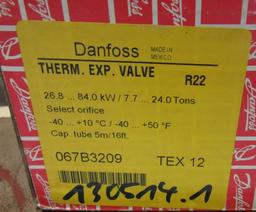 Danfoss
MADE IN
MEXICO
THERM. EXP. VALVE
R22
26.8 ... 84.0 kW / 7.7 ... 24.0 Tons
Select orifice
-40 ... +10 °C / -40 ... +50 °F
Cap. tube 5m/16ft.
067B3209
TEX 12
130514.1
Danfoss